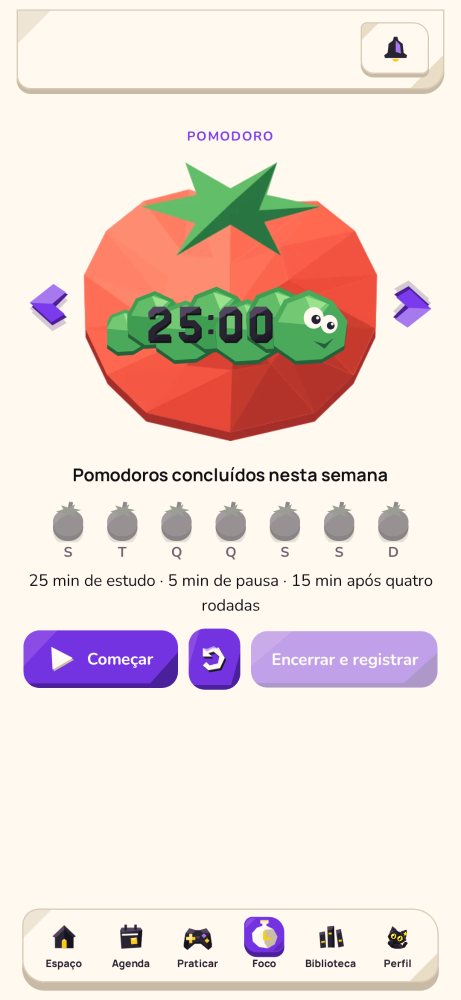 POMODORO
25:00
Pomodoros concluídos nesta semana
S T Q Q S S D
25 min de estudo · 5 min de pausa · 15 min após quatro
rodadas
Começar
Encerrar e registrar
Espaço Agenda Praticar Foco Biblioteca Perfil